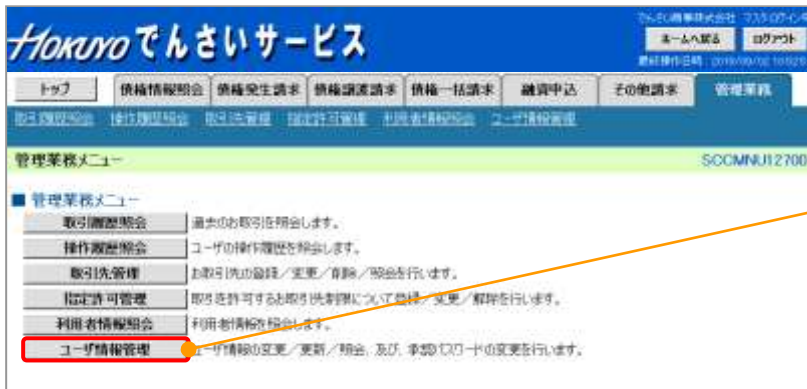 Hokuyo でんさいサービス
ホームへ戻る ログアウト
トップ 債権情報照会 債権発生請求 債権譲渡請求 債権一括請求 融資申込 その他請求 管理業務
取引履歴照会 操作履歴照会 取引先管理 指定許可管理 利用者情報照会 ユーザ情報管理
管理業務メニュー SCCMNU12700
■ 管理業務メニュー
取引履歴照会 過去のお取引を照会します。
操作履歴照会 ユーザの操作履歴を照会します。
取引先管理 お取引先の登録／変更／削除／照会を行います。
指定許可管理 取引を許可するお取引先制限について登録／変更／解除を行います。
利用者情報照会 利用者情報を照会します。
ユーザ情報管理 ユーザ情報の変更／更新／照会、及び、承認パスワードの変更を行います。